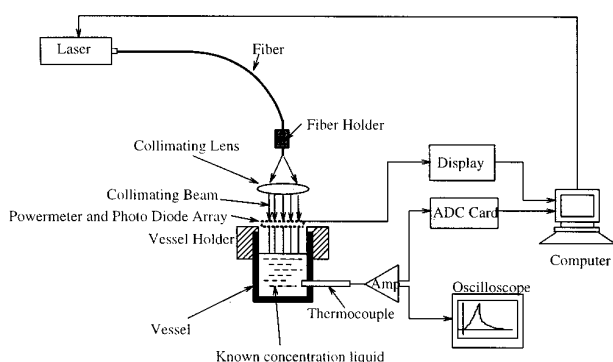 Laser
Fiber
Fiber Holder
Collimating Lens
Collimating Beam
Display
Powermeter and Photo Diode Array
ADC Card
Vessel Holder
Computer
Amp
Oscilloscope
Thermocouple
Vessel
Known concentration liquid